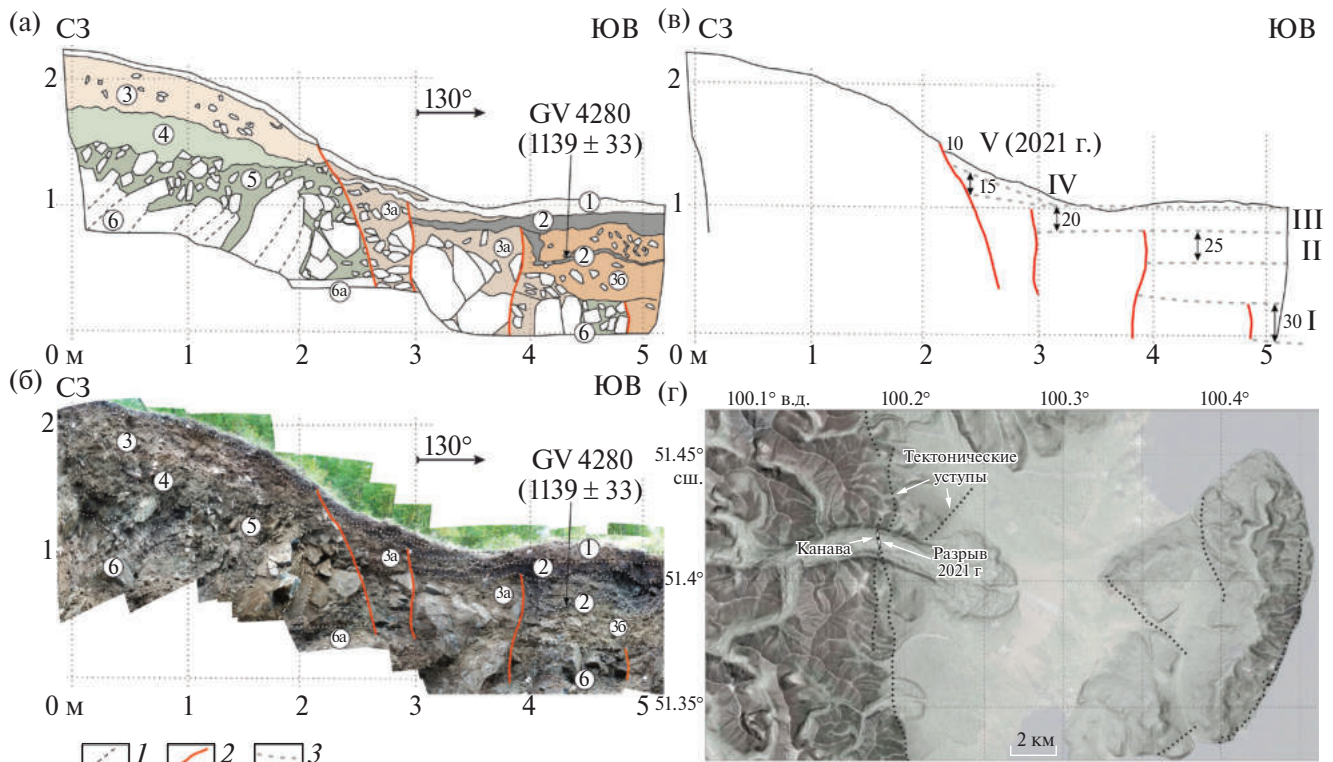 (а) СЗ ЮВ
2
3
130°
GV 4280
(1139 ± 33)
4
5
1
1
3а
2
6
3а
2
3б
6а
6
0 м 1 2 3 4 5
(в) СЗ ЮВ
2
10 V (2021 г.)
15
IV
1
20
III
25
II
30 I
0 м 1 2 3 4 5
(б) СЗ ЮВ
2
3
130°
GV 4280
(1139 ± 33)
4
5
1
1
3а
2
6
3а
2
3б
6а
6
0 м 1 2 3 4 5
1 2 3
(г) 100.1° в.д. 100.2° 100.3° 100.4°
51.45°
сш.
Тектонические
уступы
Канава
Разрыв
2021 г
51.4°
51.35°
2 км